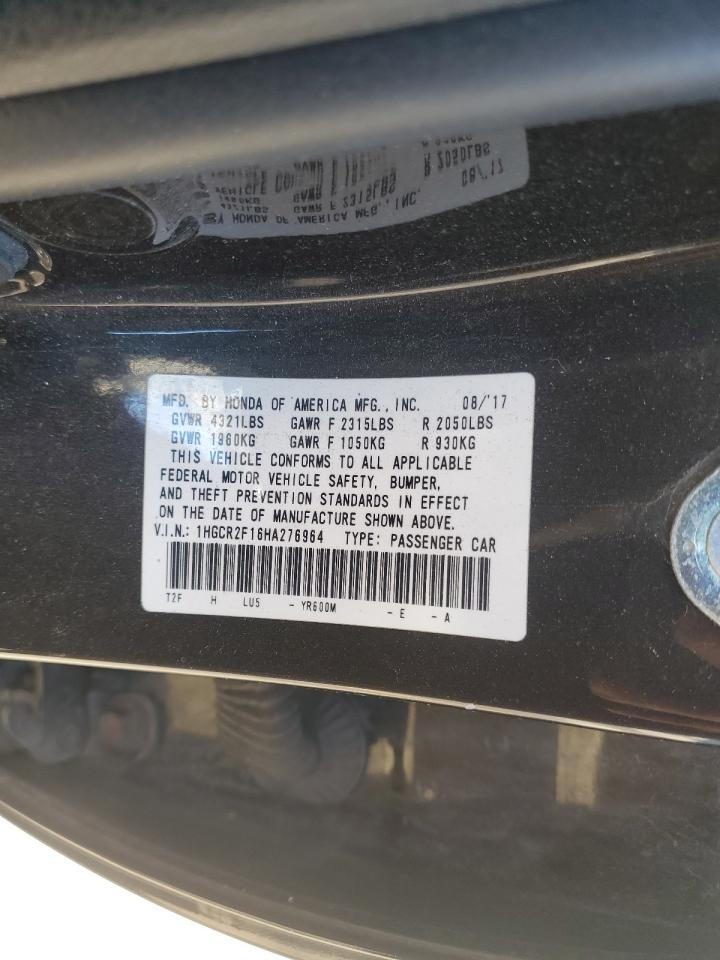 MFD. BY HONDA OF AMERICA MFG., INC. 08/'17
GVWR 4321LBS GAWR F 2315LBS R 2050LBS
GVWR 1960KG GAWR F 1050KG R 930KG
THIS VEHICLE CONFORMS TO ALL APPLICABLE
FEDERAL MOTOR VEHICLE SAFETY, BUMPER,
AND THEFT PREVENTION STANDARDS IN EFFECT
ON THE DATE OF MANUFACTURE SHOWN ABOVE.
V.I.N.: 1HGCR2F16HA276964 TYPE: PASSENGER CAR
T2F H LU5 - YR600M - E - A